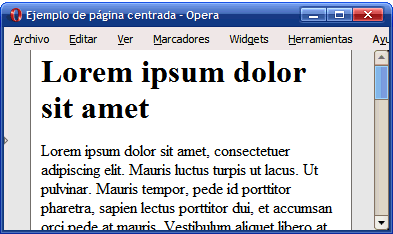 Ejemplo de página centrada - Opera
Archivo Editar Ver Marcadores Widgets Herramientas Ayu
Lorem ipsum dolor
sit amet
Lorem ipsum dolor sit amet, consectetuer
adipiscing elit. Mauris luctus turpis ut lacus. Ut
pulvinar. Mauris tempor, pede id porttitor
pharetra, sapien lectus porttitor dui, et accumsan
orci pede at mauris. Vestibulum aliquet libero at